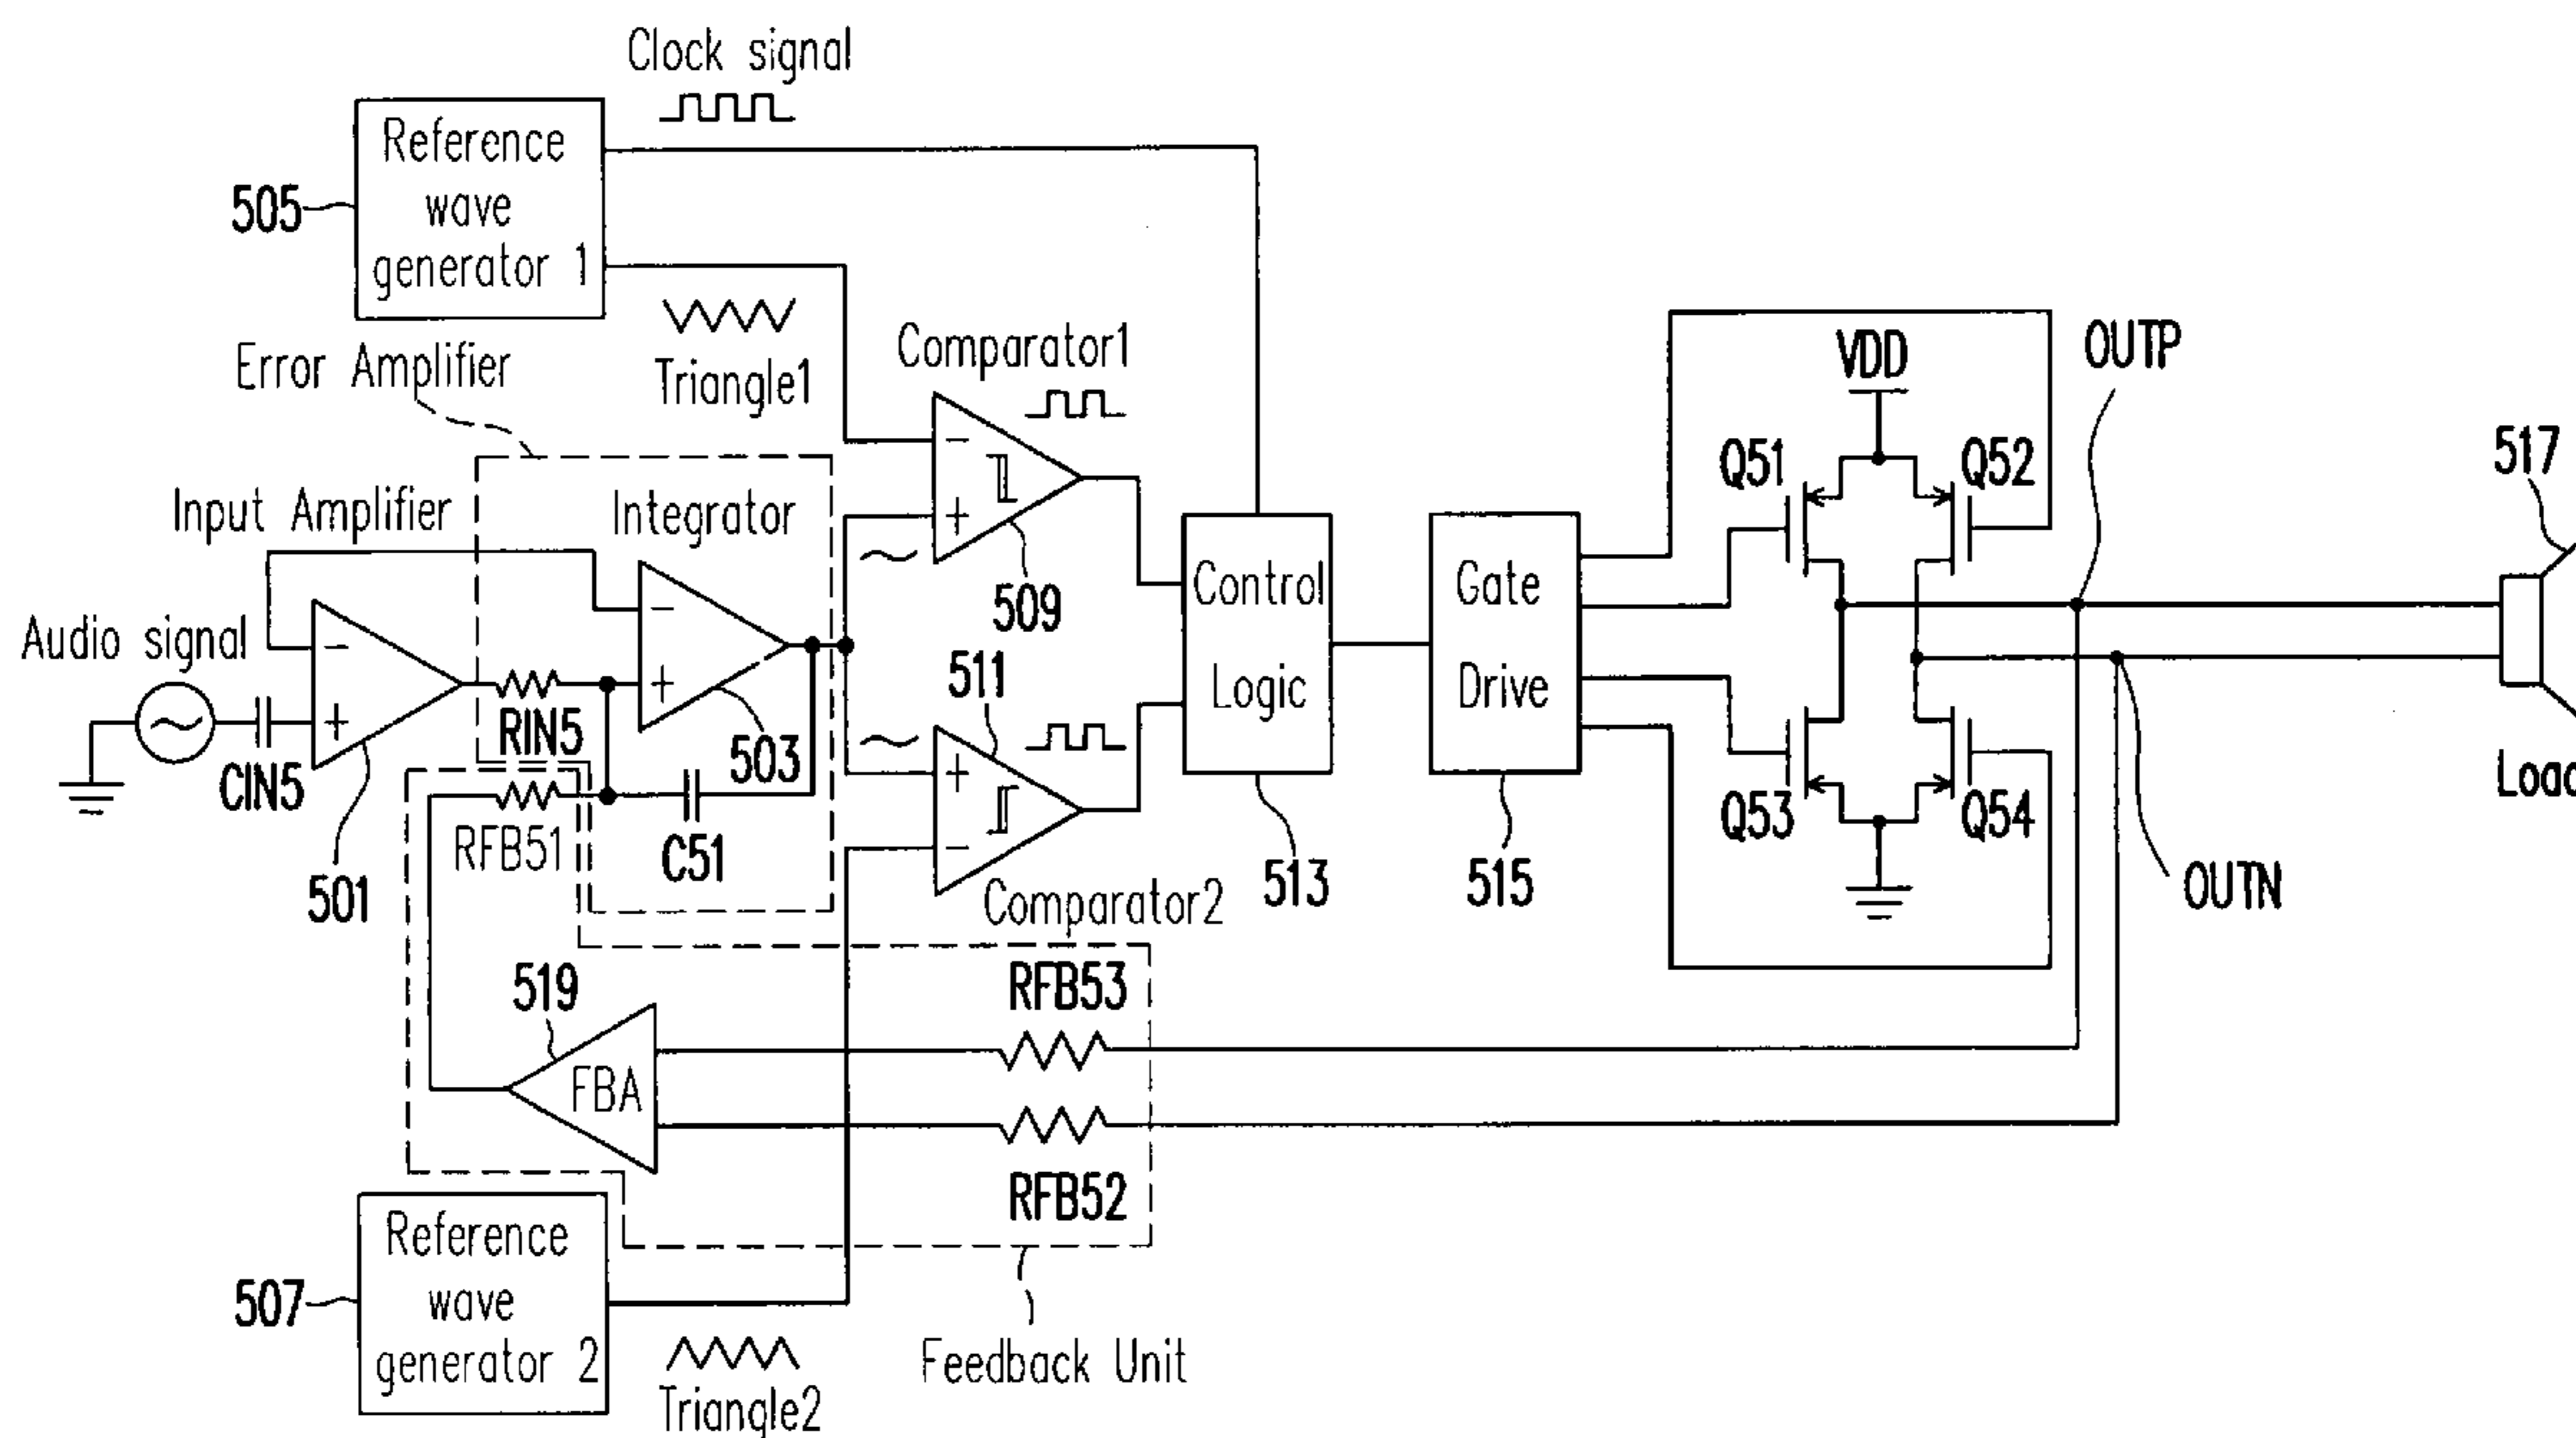 Clock signal
Reference
wave
generator 1
505
Triangle1
Error Amplifier
Comparator1
VDD
OUTP
517
Q51
Q52
Input Amplifier
Integrator
-
+
509
Control
Logic
Gate
Drive
Audio signal
-
+
-
+
511
CIN5
RIN5
503
+
-
Q53
Q54
Load
RFB51
C51
501
513
515
OUTN
Comparator2
519
FBA
RFB53
RFB52
Reference
wave
generator 2
507
Triangle2
Feedback Unit